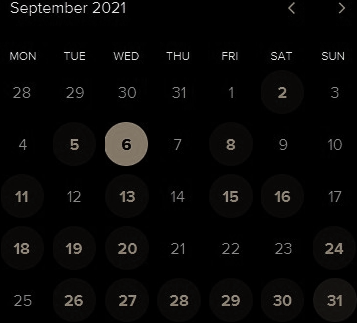 September 2021
MON TUE WED THU FRI SAT SUN
28 29 30 31 1 2 3
4 5 6 7 8 9 10
11 12 13 14 15 16 17
18 19 20 21 22 23 24
25 26 27 28 29 30 31